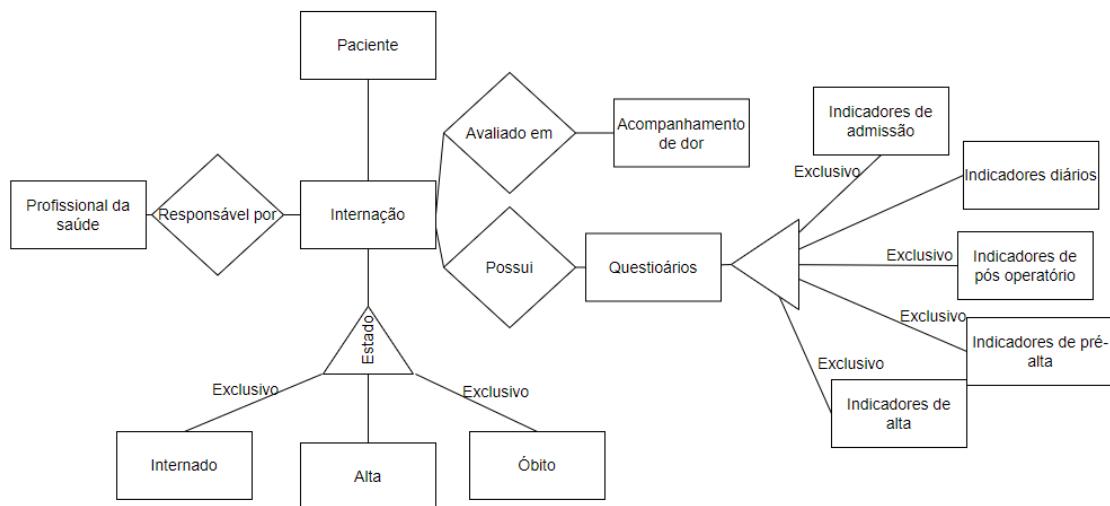 Paciente
Indicadores de
admissão
Avaliado em
Acompanhamento
de dor
Exclusivo
Indicadores diários
Profissional da
saúde
Responsável por
Internação
Possui
Questioários
Exclusivo
Indicadores de
pós operatório
Exclusivo
Indicadores de pré-
alta
Estado
Exclusivo
Indicadores de
alta
Exclusivo
Exclusivo
Internado
Alta
Óbito